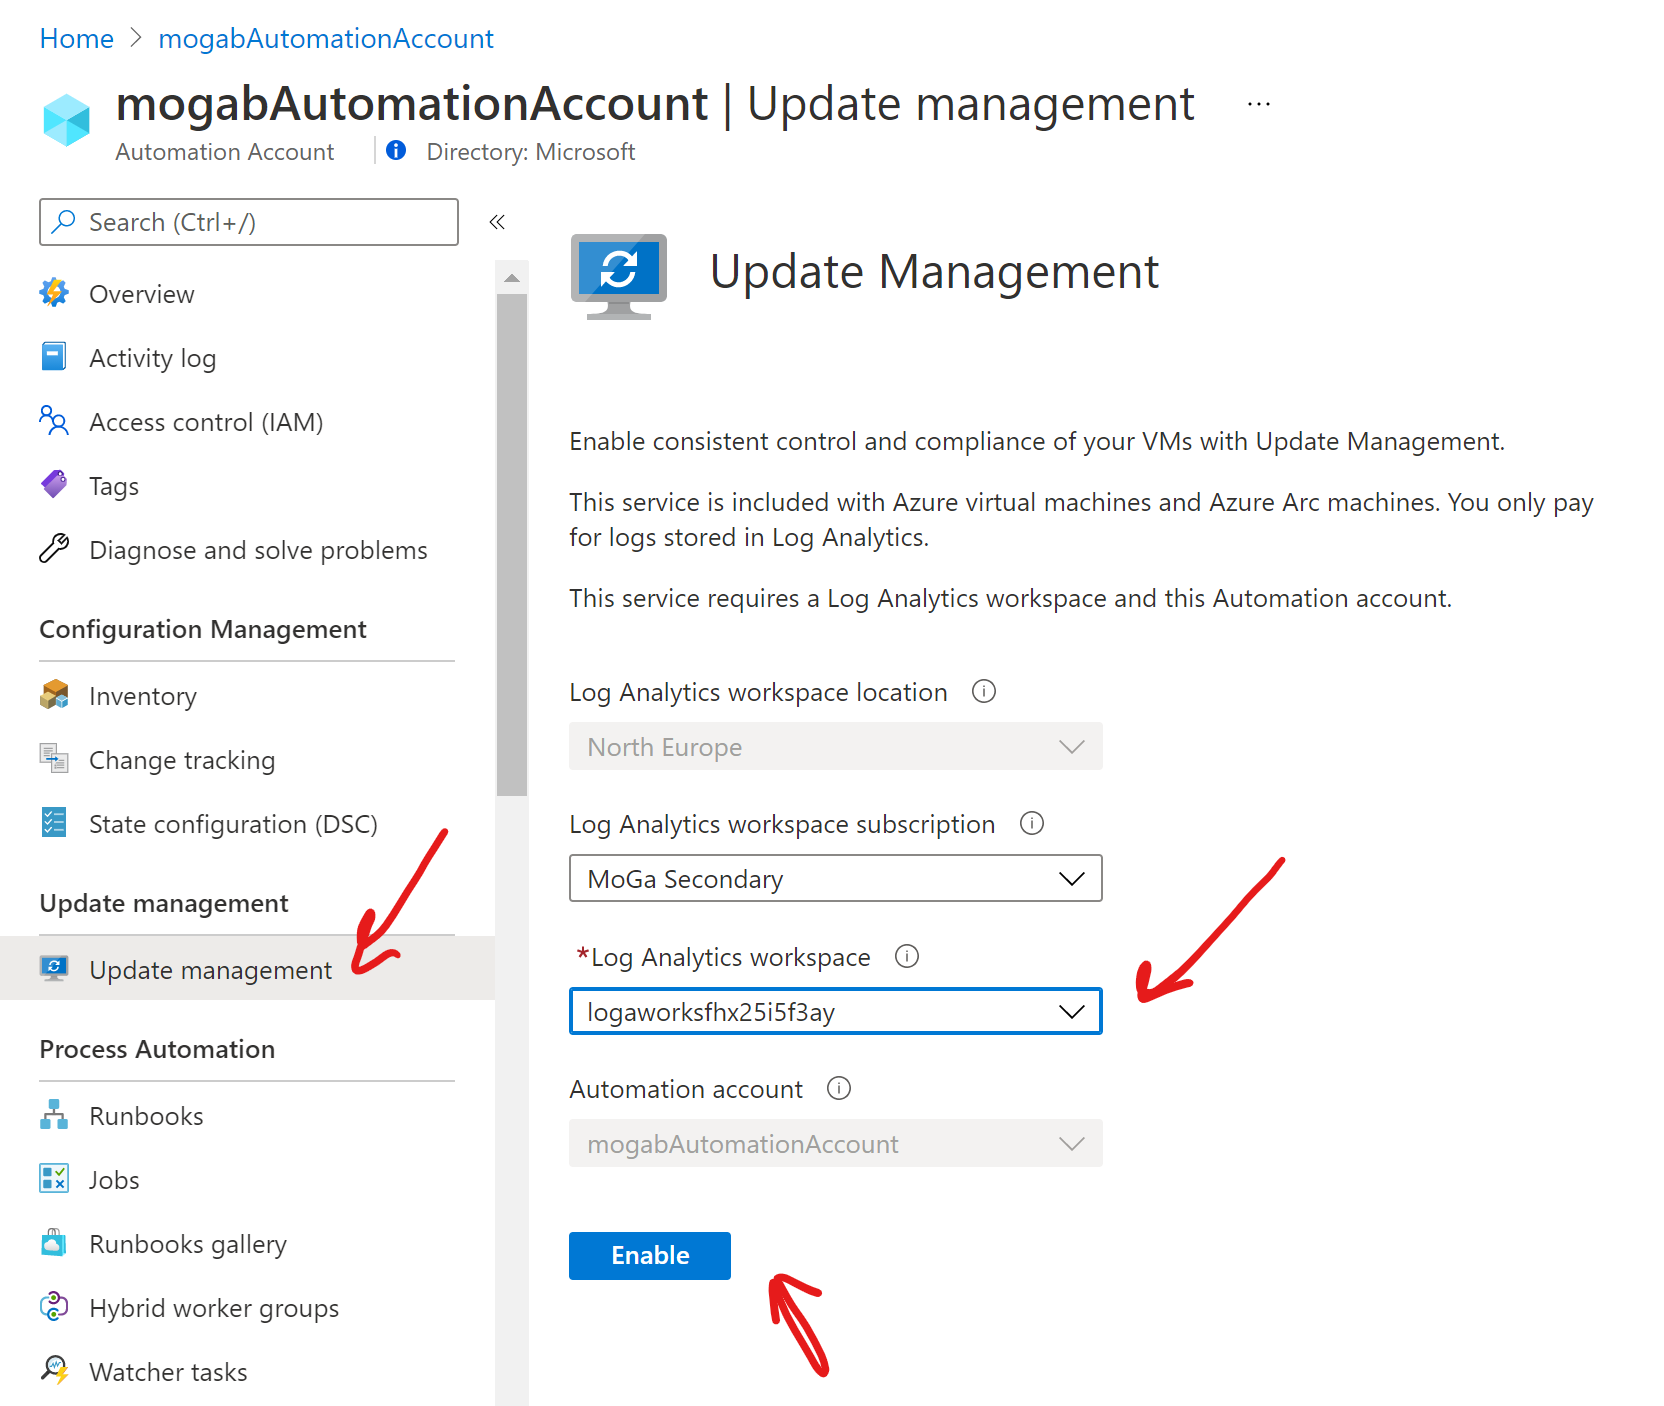 Home > mogabAutomationAccount
mogabAutomationAccount | Update management ...
Automation Account
Directory: Microsoft
Search (Ctrl+/)
Overview
Activity log
Access control (IAM)
Tags
Diagnose and solve problems
Configuration Management
Inventory
Change tracking
State configuration (DSC)
Update management
Update management
Process Automation
Runbooks
Jobs
Runbooks gallery
Hybrid worker groups
Watcher tasks
Update Management
Enable consistent control and compliance of your VMs with Update Management.
This service is included with Azure virtual machines and Azure Arc machines. You only pay
for logs stored in Log Analytics.
This service requires a Log Analytics workspace and this Automation account.
Log Analytics workspace location
North Europe
Log Analytics workspace subscription
MoGa Secondary
*Log Analytics workspace
logaworksfhx25i5f3ay
Automation account
mogabAutomationAccount
Enable